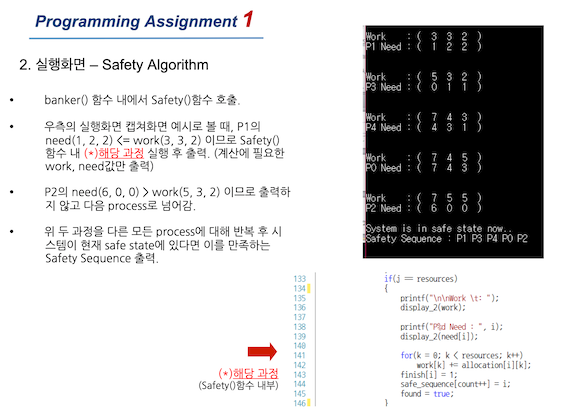 Programming Assignment 1
2. 실행화면 – Safety Algorithm
• banker() 함수 내에서 Safety()함수 호출.
• 우측의 실행화면 캡쳐화면 예시로 볼 때, P1의
need(1, 2, 2) <= work(3, 3, 2) 이므로 Safety()
함수 내 (*)해당 과정 실행 후 출력. (계산에 필요한
work, need값만 출력)
• P2의 need(6, 0, 0) > work(5, 3, 2) 이므로 출력하
지 않고 다음 process로 넘어감.
• 위 두 과정을 다른 모든 process에 대해 반복 후 시
스템이 현재 safe state에 있다면 이를 만족하는
Safety Sequence 출력.
Work : ( 3 3 2 )
P1 Need : ( 1 2 2 )
Work : ( 5 3 2 )
P3 Need : ( 0 1 1 )
Work : ( 7 4 3 )
P4 Need : ( 4 3 1 )
Work : ( 7 4 5 )
P0 Need : ( 7 4 3 )
Work : ( 7 5 5 )
P2 Need : ( 6 0 0 )
System is in safe state now..
Safety Sequence : P1 P3 P4 P0 P2
(*)해당 과정
(Safety()함수 내부)
133 if(j == resources)
134 {
135 printf("\n\nWork \t: ");
136 display_2(work);
137
138 printf("P%d Need : ", i);
139 display_2(need[i]);
140
141 for(k = 0; k < resources; k++)
142 work[k] += allocation[i][k];
143 finish[i] = 1;
144 safe_sequence[count++] = i;
145 found = true;
146 }